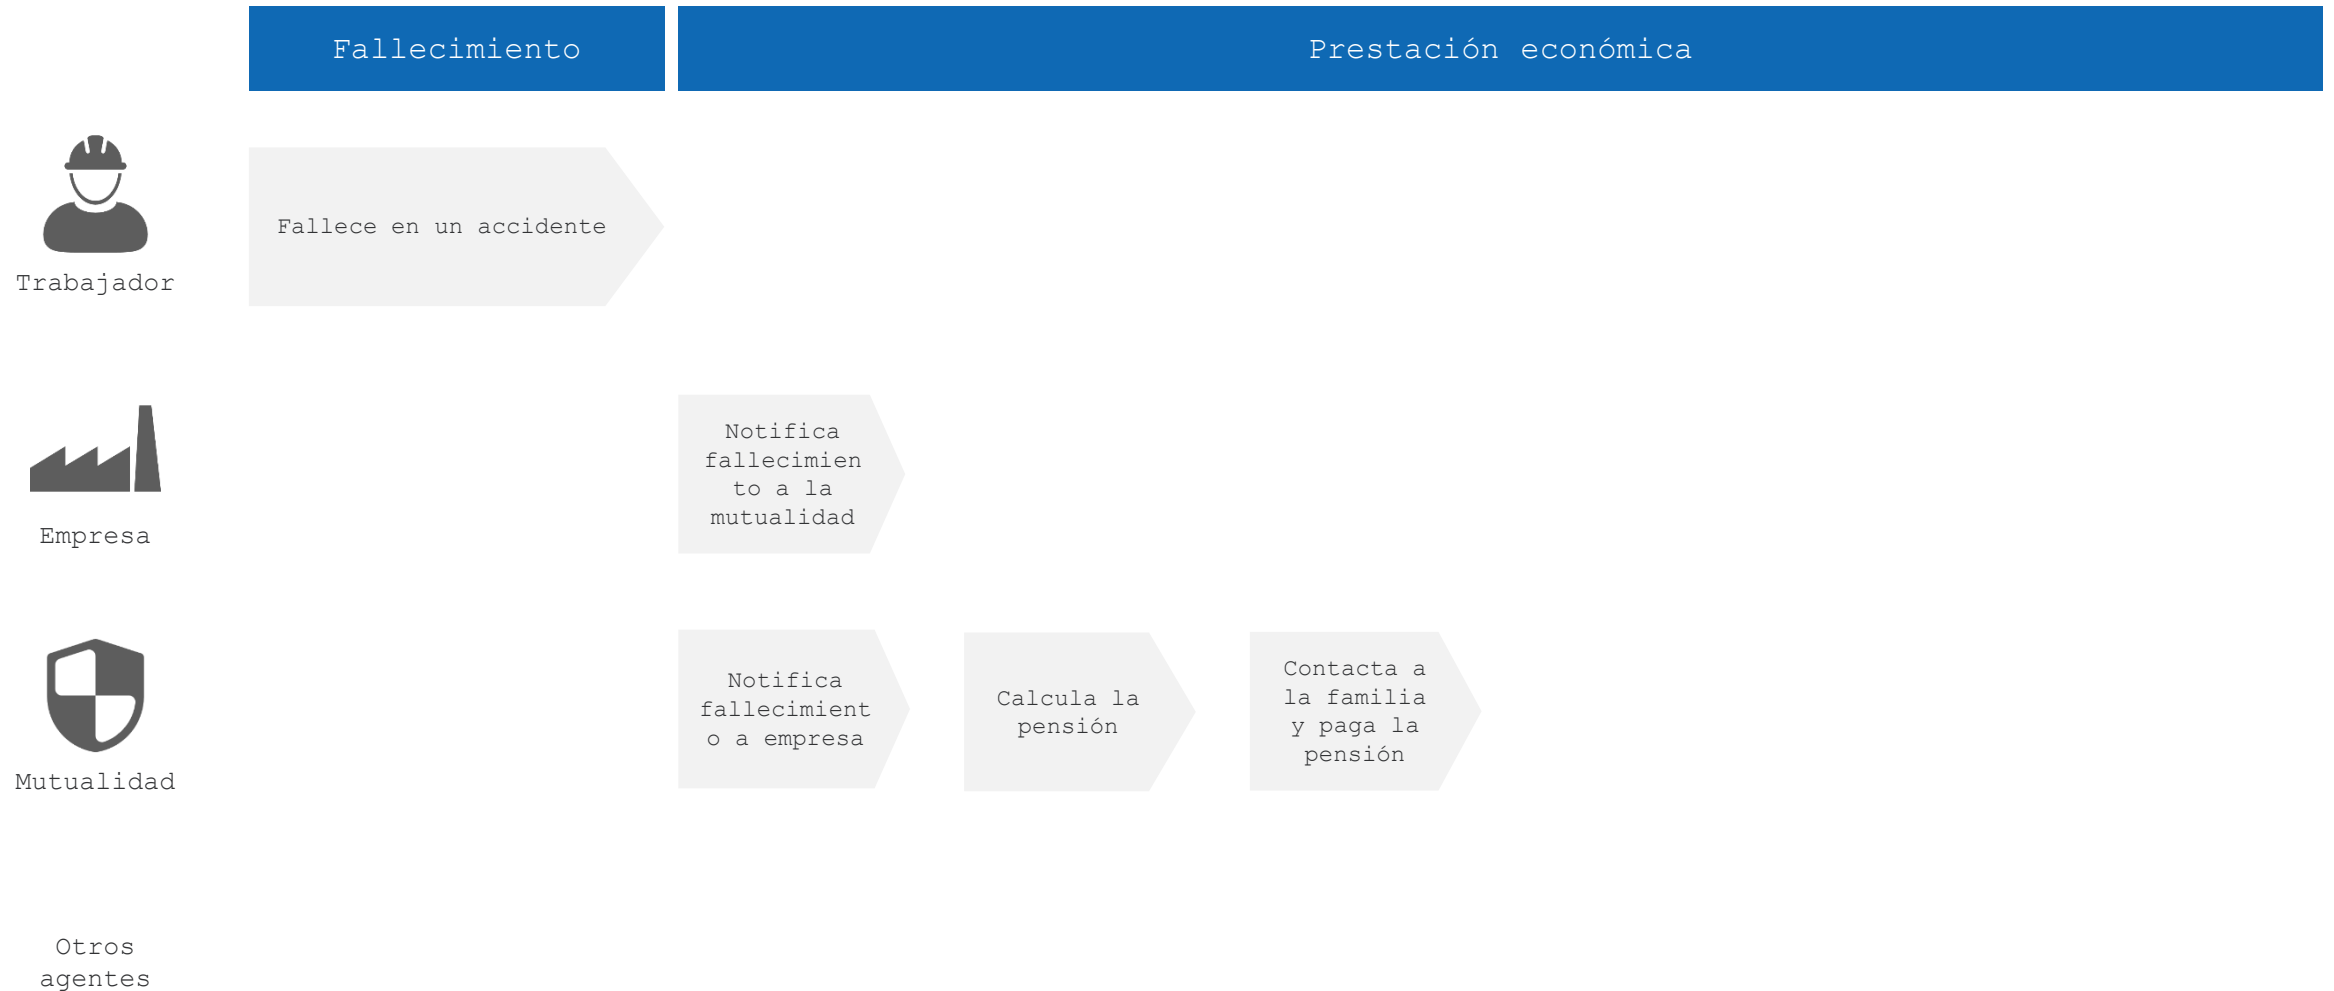 Fallecimiento
Prestación económica
Fallece en un accidente
Trabajador
Notifica
fallecimien
to a la
mutualidad
Empresa
Notifica
fallecimient
o a empresa
Calcula la
pensión
Contacta a
la familia
y paga la
pensión
Mutualidad
Otros
agentes